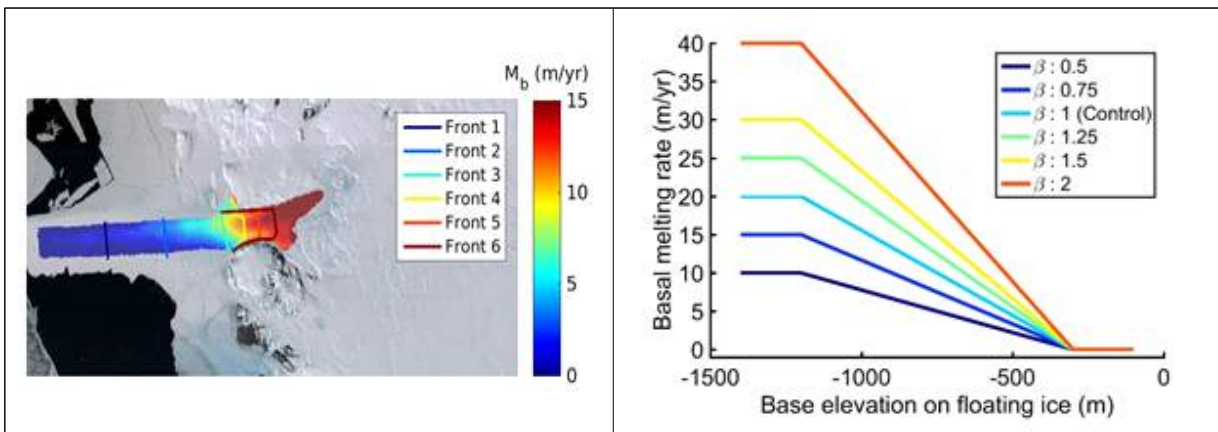 M_b (m/yr)
15
10
5
0
Front 1
Front 2
Front 3
Front 4
Front 5
Front 6
Basal melting rate (m/yr)
40
35
30
25
20
15
10
5
0
β : 0.5
β : 0.75
β : 1 (Control)
β : 1.25
β : 1.5
β : 2
-1500 -1000 -500 0
Base elevation on floating ice (m)